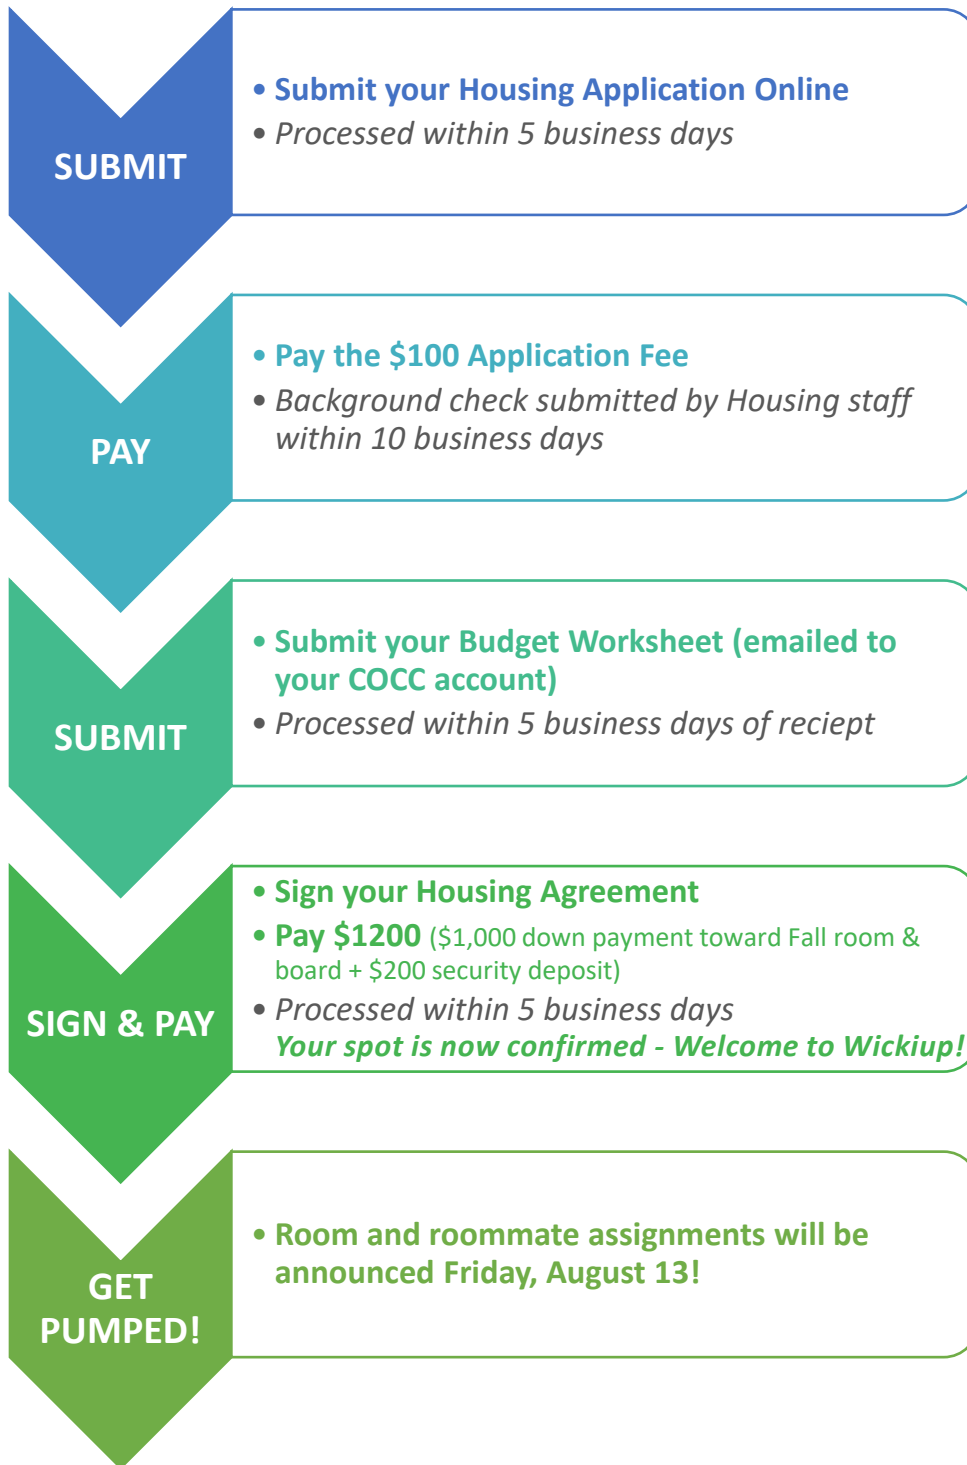 SUBMIT
• Submit your Housing Application Online
• Processed within 5 business days
PAY
• Pay the $100 Application Fee
• Background check submitted by Housing staff
within 10 business days
SUBMIT
• Submit your Budget Worksheet (emailed to
your COCC account)
• Processed within 5 business days of reciept
SIGN & PAY
• Sign your Housing Agreement
• Pay $1200 ($1,000 down payment toward Fall room &
board + $200 security deposit)
• Processed within 5 business days
Your spot is now confirmed - Welcome to Wickiup!
GET
PUMPED!
• Room and roommate assignments will be
announced Friday, August 13!